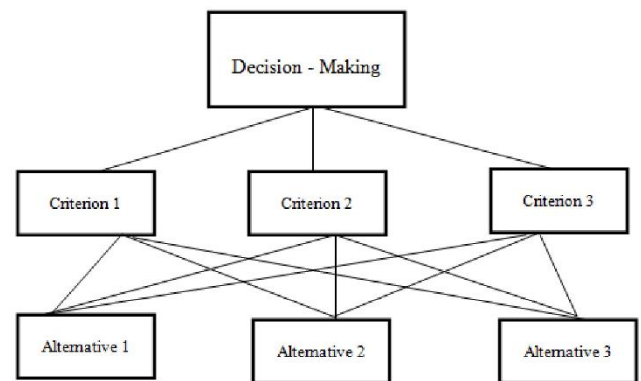 Decision - Making
Criterion 1
Criterion 2
Criterion 3
Alternative 1
Alternative 2
Alternative 3